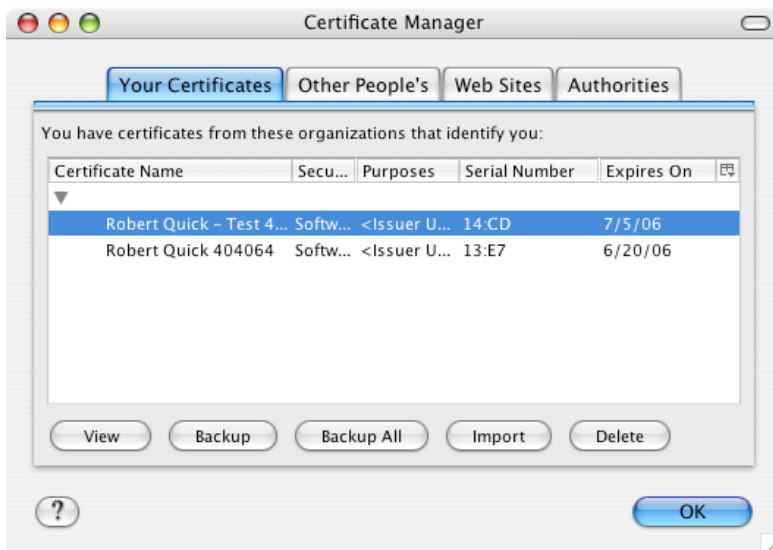 Certificate Manager
Your Certificates Other People's Web Sites Authorities
You have certificates from these organizations that identify you:
Certificate Name Secu... Purposes Serial Number Expires On
Robert Quick - Test 4... Softw... <Issuer U... 14:CD 7/5/06
Robert Quick 404064 Softw... <Issuer U... 13:E7 6/20/06
View Backup Backup All Import Delete
? OK